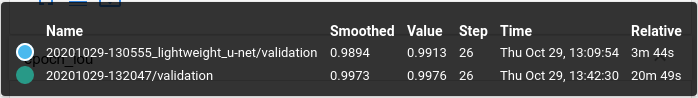 Name Smoothed Value Step Time Relative
20201029-130555_lightweight_u-net/validation 0.9894 0.9913 26 Thu Oct 29, 13:09:54 3m 44s
epoch_iou
20201029-132047/validation 0.9973 0.9976 26 Thu Oct 29, 13:42:30 20m 49s